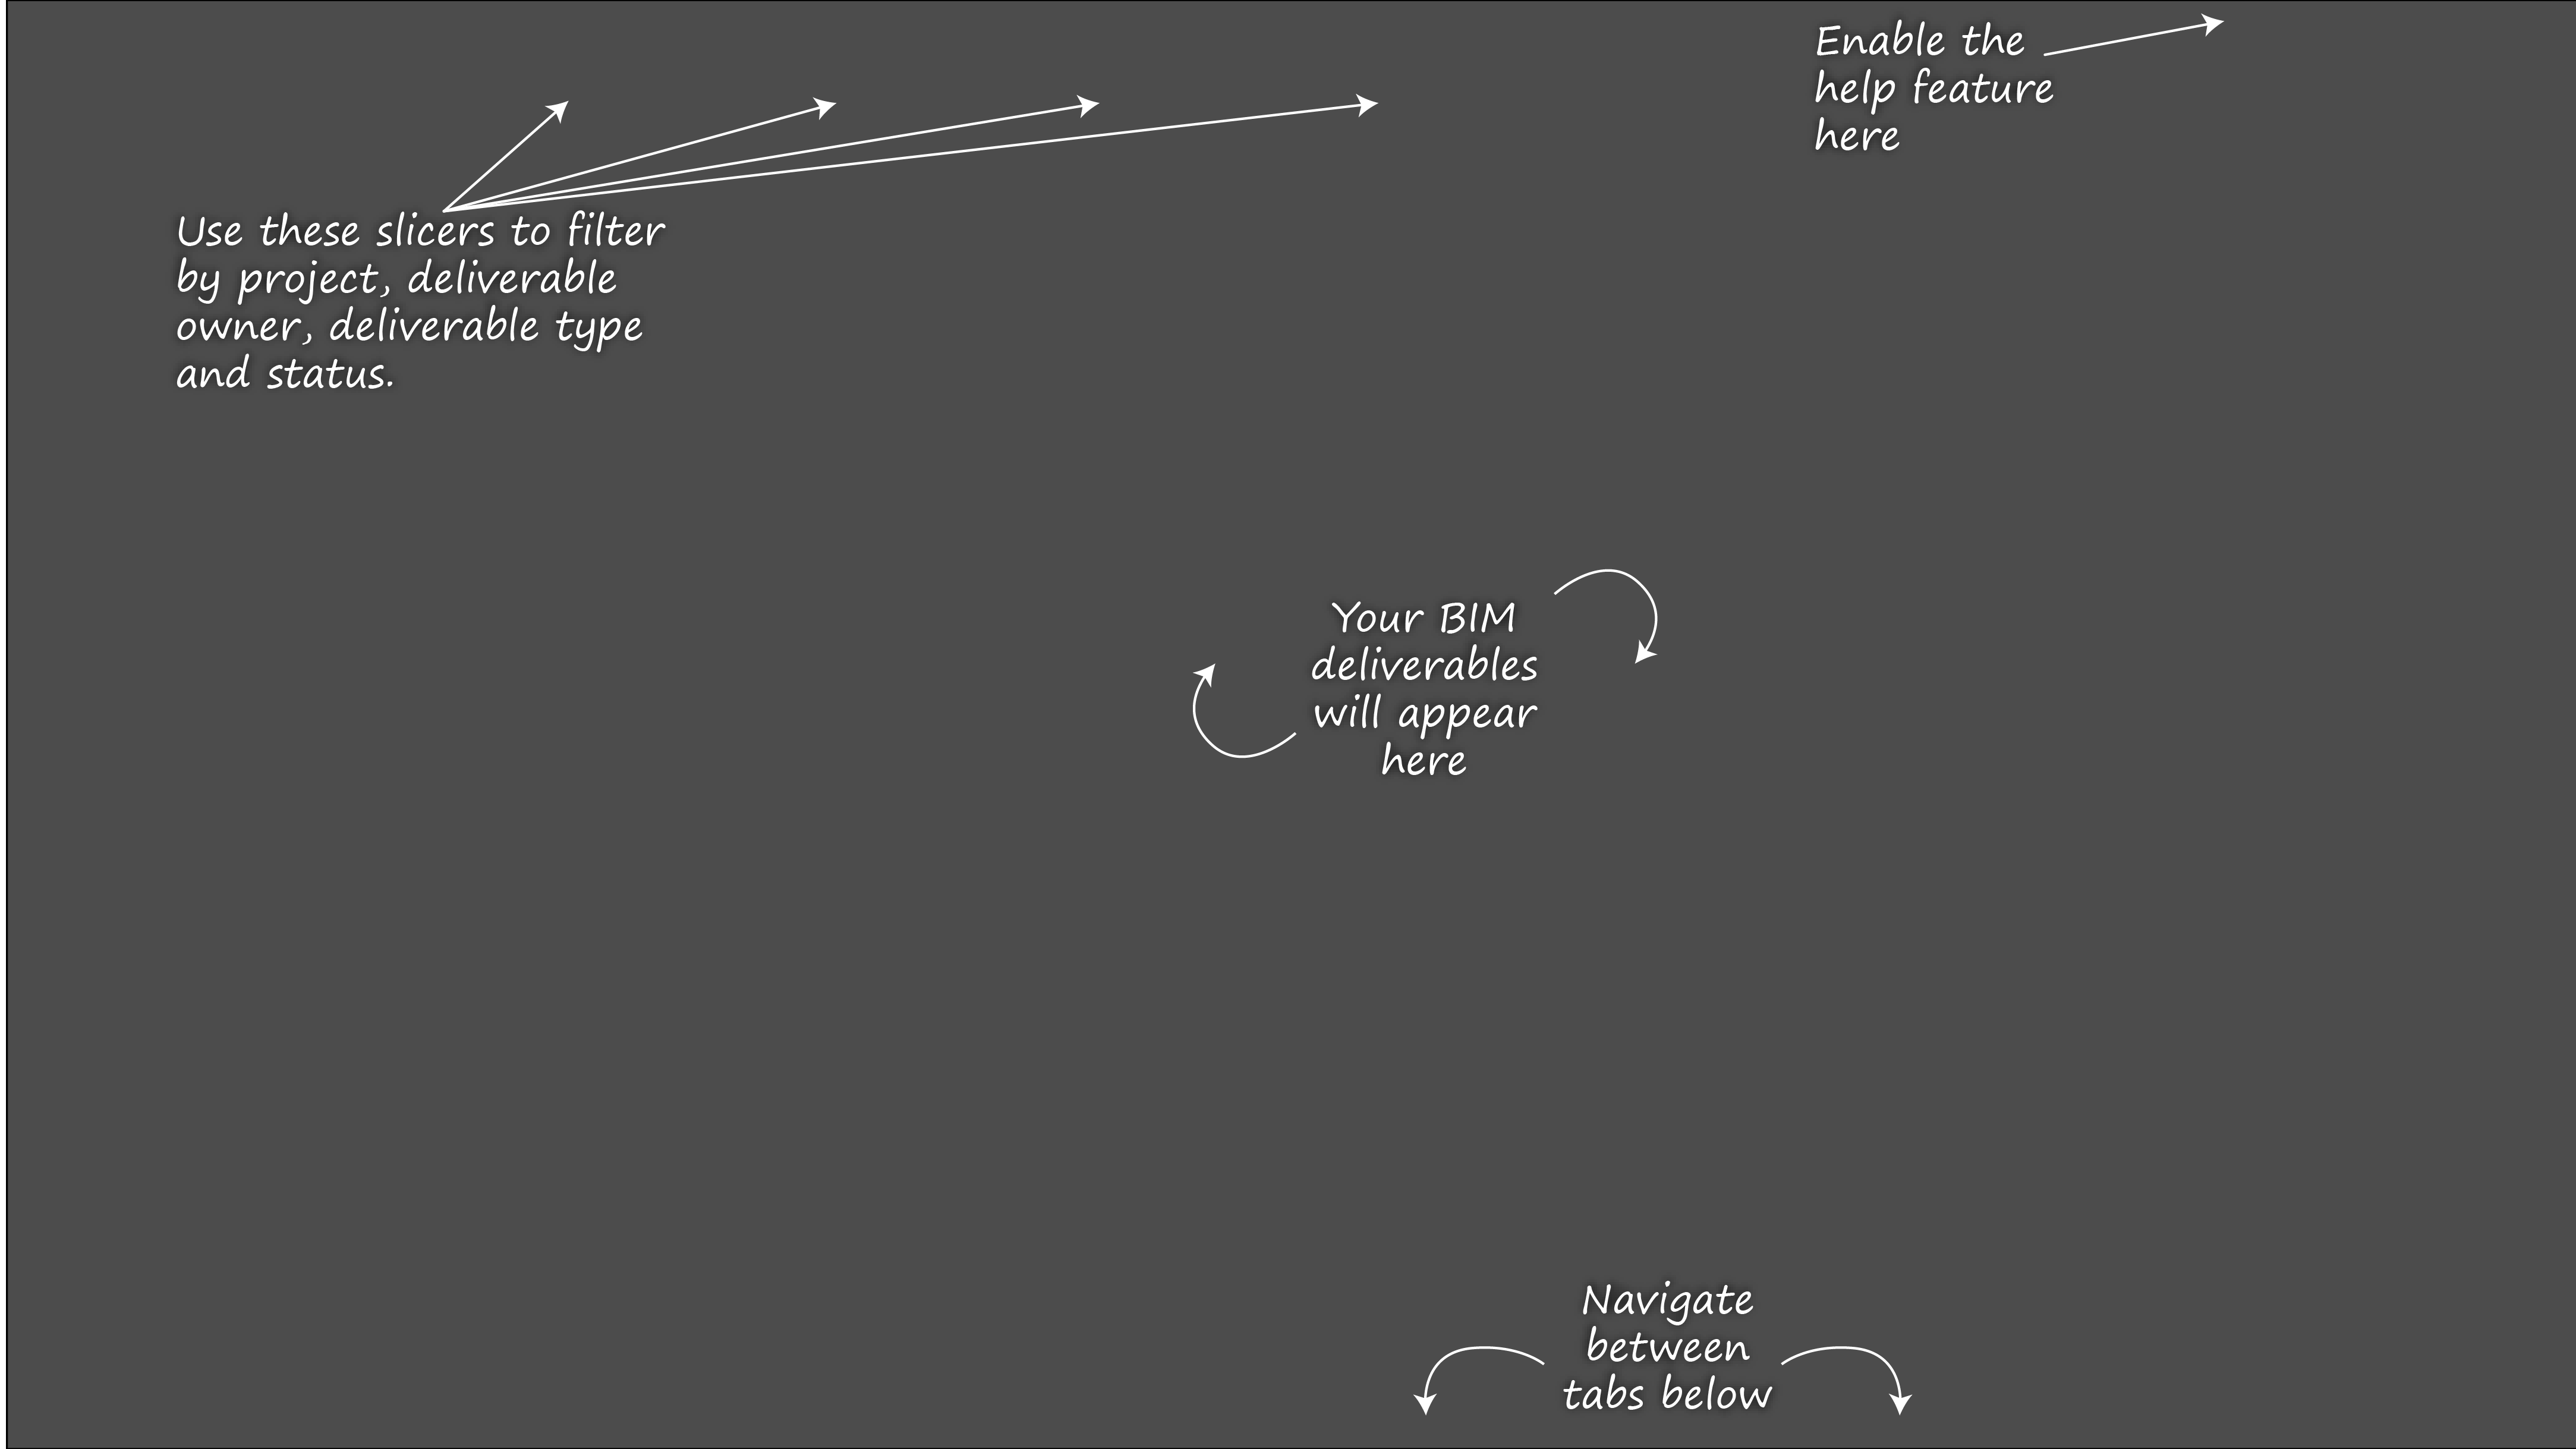 Enable the
help feature
here
Use these slicers to filter
by project, deliverable
owner, deliverable type
and status.
Your BIM
deliverables
will appear
here
Navigate
between
tabs below